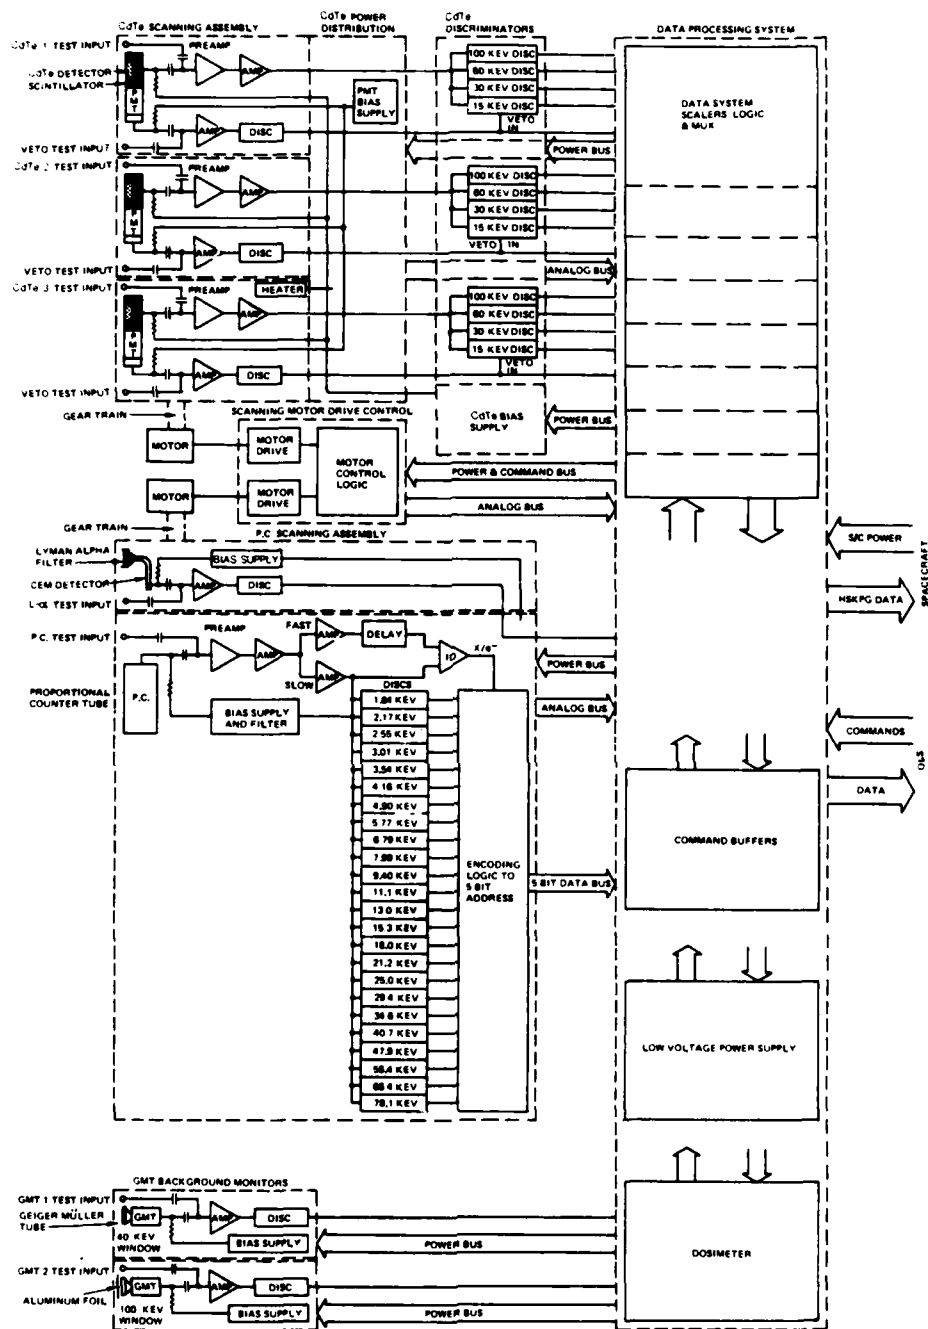 CdTe SCANNING ASSEMBLY
CdTe POWER
DISTRIBUTION
CdTe
DISCRIMINATORS
DATA PROCESSING SYSTEM
CdTe 1 TEST INPUT
PREAMP
AMP
CdTe DETECTOR
SCINTILLATOR
PMT
PMT
BIAS
SUPPLY
100 KEV DISC
60 KEV DISC
30 KEV DISC
15 KEV DISC
VETO
IN
AMP
DISC
VETO TEST INPUT
POWER BUS
DATA SYSTEM
SCALERS LOGIC
& MUX
CdTe 2 TEST INPUT
PREAMP
AMP
PMT
100 KEV DISC
60 KEV DISC
30 KEV DISC
15 KEV DISC
VETO IN
AMP
DISC
VETO TEST INPUT
ANALOG BUS
CdTe 3 TEST INPUT
PREAMP
HEATER
AMP
PMT
100 KEV DISC
60 KEV DISC
30 KEV DISC
15 KEV DISC
VETO
IN
AMP
DISC
VETO TEST INPUT
CdTe BIAS
SUPPLY
POWER BUS
GEAR TRAIN
SCANNING MOTOR DRIVE CONTROL
MOTOR
MOTOR
DRIVE
MOTOR
CONTROL
LOGIC
POWER & COMMAND BUS
MOTOR
MOTOR
DRIVE
ANALOG BUS
GEAR TRAIN
P.C. SCANNING ASSEMBLY
LYMAN ALPHA
FILTER
BIAS SUPPLY
CEM DETECTOR
AMP
DISC
L-α TEST INPUT
S/C POWER
HSKPG DATA
SPACECRAFT
P.C. TEST INPUT
PREAMP
AMP
FAST
AMP
DELAY
ID
X/e⁻
SLOW
AMP
POWER BUS
PROPORTIONAL
COUNTER TUBE
P.C.
BIAS SUPPLY
AND FILTER
DISCS
ANALOG BUS
COMMANDS
DATA
OLS
1.84 KEV
2.17 KEV
2.55 KEV
3.01 KEV
3.54 KEV
4.16 KEV
4.90 KEV
5.77 KEV
6.79 KEV
7.99 KEV
9.40 KEV
11.1 KEV
13.0 KEV
15.3 KEV
18.0 KEV
21.2 KEV
25.0 KEV
29.4 KEV
34.6 KEV
40.7 KEV
47.9 KEV
56.4 KEV
66.4 KEV
78.1 KEV
ENCODING
LOGIC TO
5 BIT
ADDRESS
5 BIT DATA BUS
COMMAND BUFFERS
LOW VOLTAGE POWER SUPPLY
GMT BACKGROUND MONITORS
GMT 1 TEST INPUT
GEIGER MÜLLER
TUBE
GMT
AMP
DISC
40 KEV
WINDOW
BIAS SUPPLY
POWER BUS
GMT 2 TEST INPUT
GMT
AMP
DISC
ALUMINUM FOIL
100 KEV
WINDOW
BIAS SUPPLY
POWER BUS
DOSIMETER